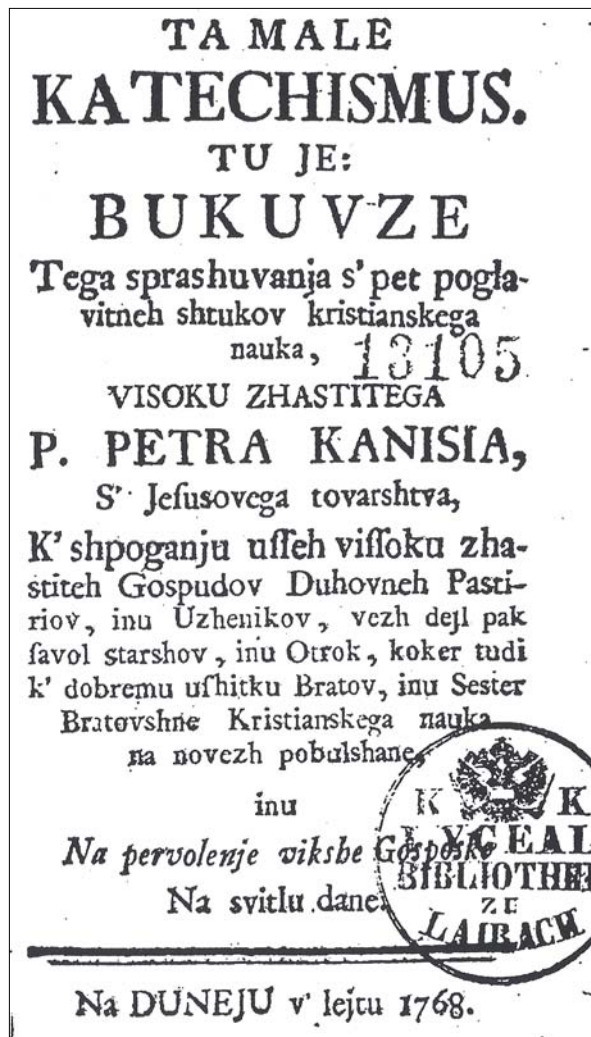 TA MALE
KATECHISMUS.
TU JE:
BUKUVZE
Tega sprashuvanja s' pet pogla-
vitneh shtukov kristianskega
nauka,
13105
VISOKU ZHASTITEGA
P. PETRA KANISIA,
S' Jeſusovega tovarshtva,
K' shpoganju uſſeh viſſoku zha-
stiteh Gospudov Duhovneh Pasti-
riov, inu Uzhenikov, vezh dejl pak
ſavol starshov, inu Otrok, koker tudi
k' dobremu uſhitku Bratov, inu Sester
Bratovshne Kristianskega nauka
na novezh pobulshane,
inu
Na pervolenje vikshe Gosposke
Na svitlu dane.
K K
LYCEAL
BIBLIOTHEK
ZE
LAIBACH
Na DUNEJU v' lejtu 1768.